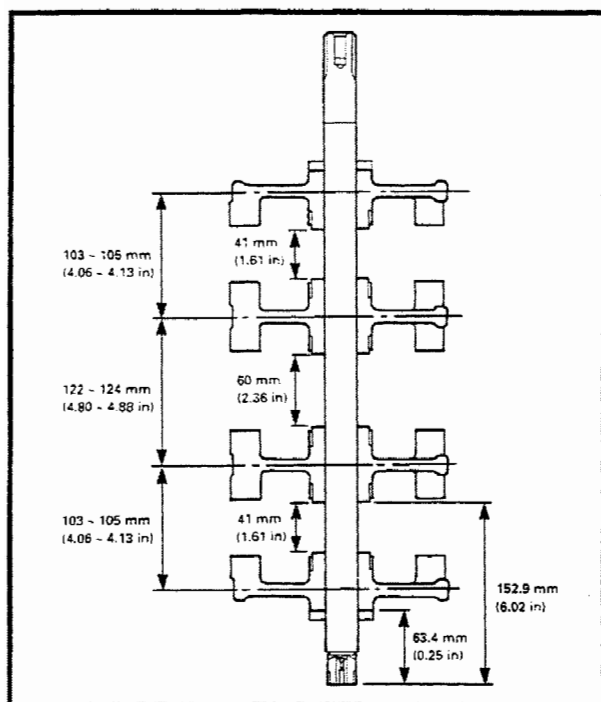 103 ~ 105 mm
(4.06 ~ 4.13 in)
41 mm
(1.61 in)
122 ~ 124 mm
(4.80 ~ 4.88 in)
60 mm
(2.36 in)
103 ~ 105 mm
(4.06 ~ 4.13 in)
41 mm
(1.61 in)
152.9 mm
(6.02 in)
63.4 mm
(0.25 in)